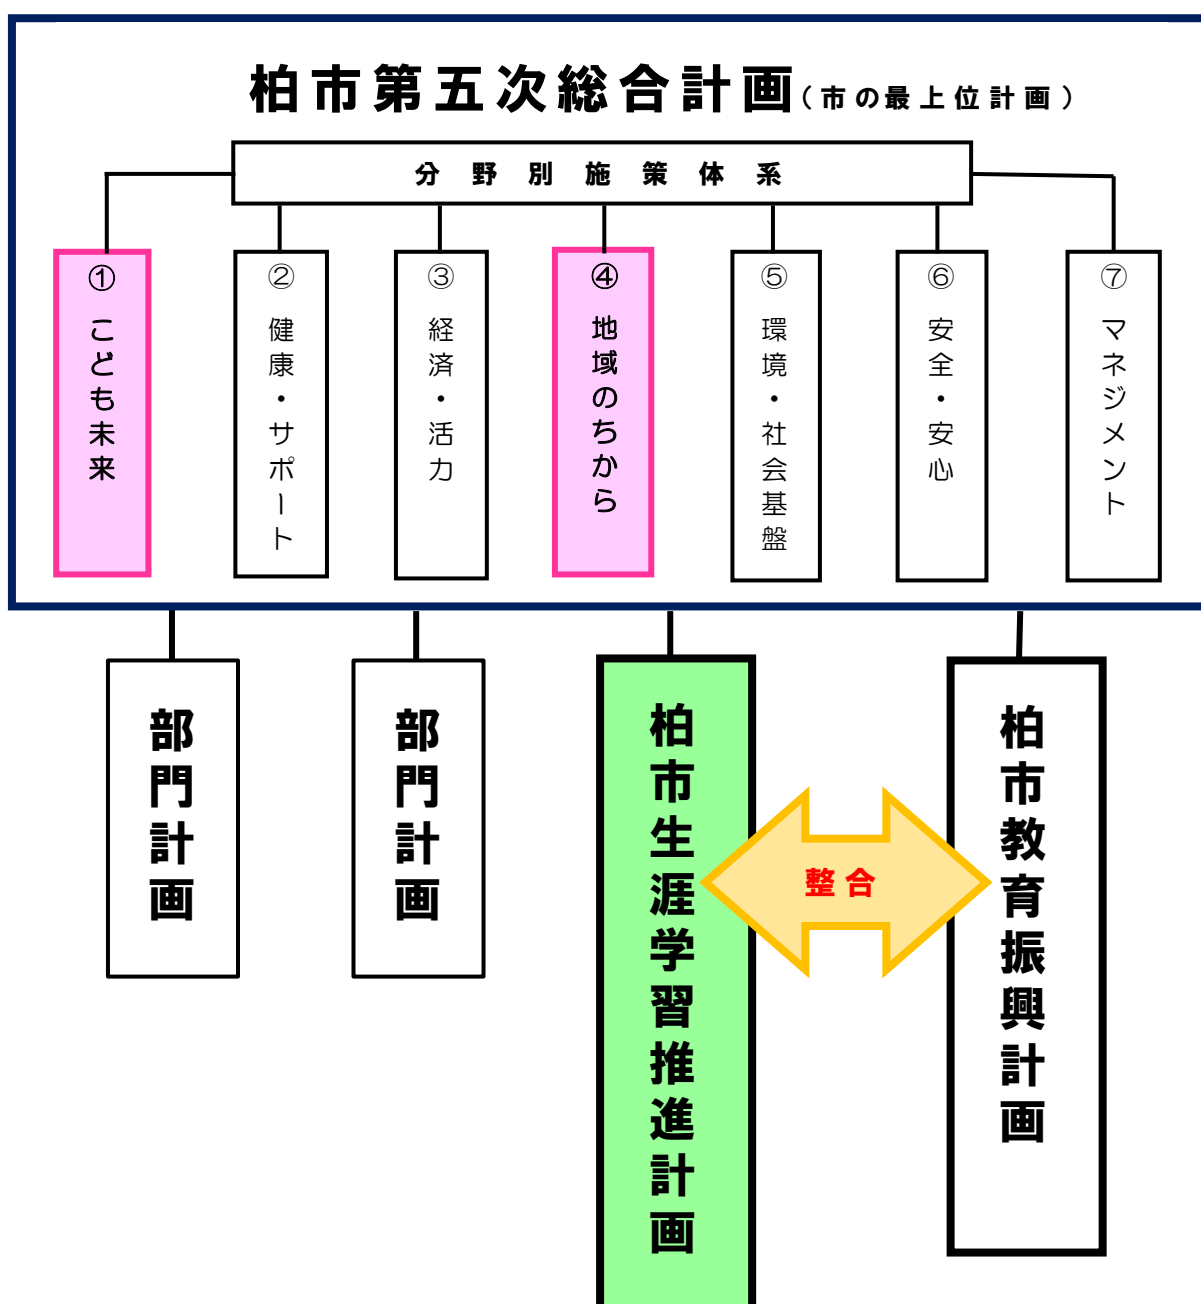 柏市第五次総合計画(市の最上位計画)
分野別施策体系
① こども未来
② 健康・サポート
③ 経済・活力
④ 地域のちから
⑤ 環境・社会基盤
⑥ 安全・安心
⑦ マネジメント
部門計画
部門計画
柏市生涯学習推進計画
整合
柏市教育振興計画